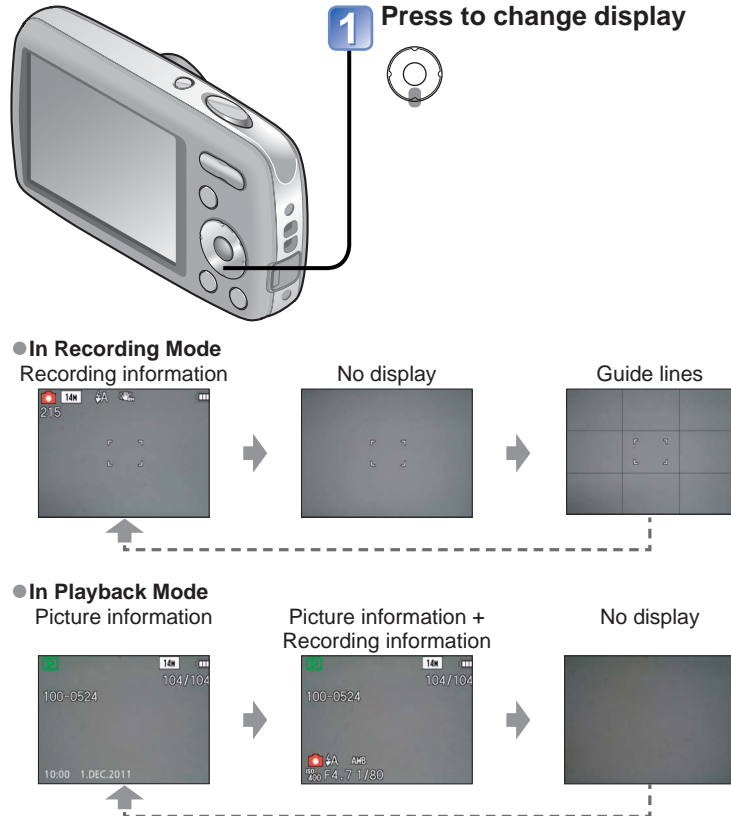 1 Press to change display
●In Recording Mode
Recording information
No display
Guide lines
14M A
215
●In Playback Mode
Picture information
Picture information +
Recording information
No display
14M
104/104
100-0524
10:00 1.DEC.2011
14M
104/104
100-0524
A AWB
ISO400 F4.7 1/80